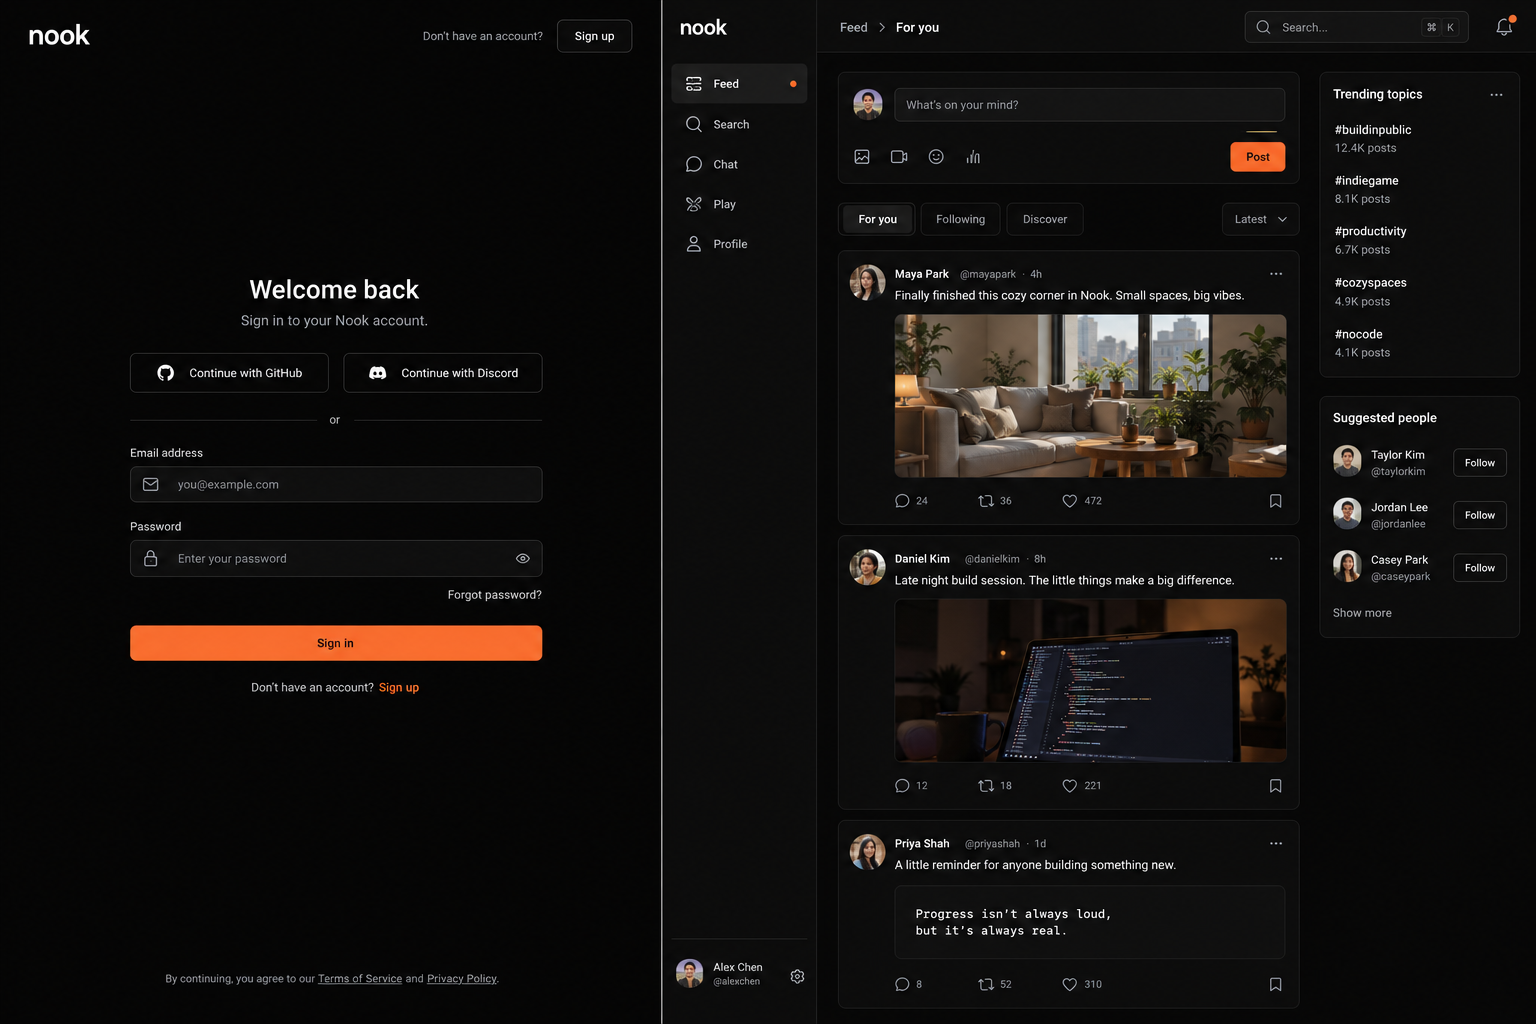 nook
Don't have an account?
Sign up
Welcome back
Sign in to your Nook account.
Continue with GitHub
Continue with Discord
or
Email address
you@example.com
Password
Enter your password
Forgot password?
Sign in
Don't have an account? Sign up
By continuing, you agree to our Terms of Service and Privacy Policy.
nook
Feed
Search
Chat
Play
Profile
Alex Chen
@alexchen
Feed > For you
Search...
⌘ K
What's on your mind?
Post
For you
Following
Discover
Latest
Maya Park @mayapark · 4h
Finally finished this cozy corner in Nook. Small spaces, big vibes.
24
36
472
Daniel Kim @danielkim · 8h
Late night build session. The little things make a big difference.
12
18
221
Priya Shah @priyashah · 1d
A little reminder for anyone building something new.
Progress isn't always loud,
but it's always real.
8
52
310
Trending topics
#buildinpublic
12.4K posts
#indiegame
8.1K posts
#productivity
6.7K posts
#cozyspaces
4.9K posts
#nocode
4.1K posts
Suggested people
Taylor Kim
@taylorkim
Follow
Jordan Lee
@jordanlee
Follow
Casey Park
@caseypark
Follow
Show more